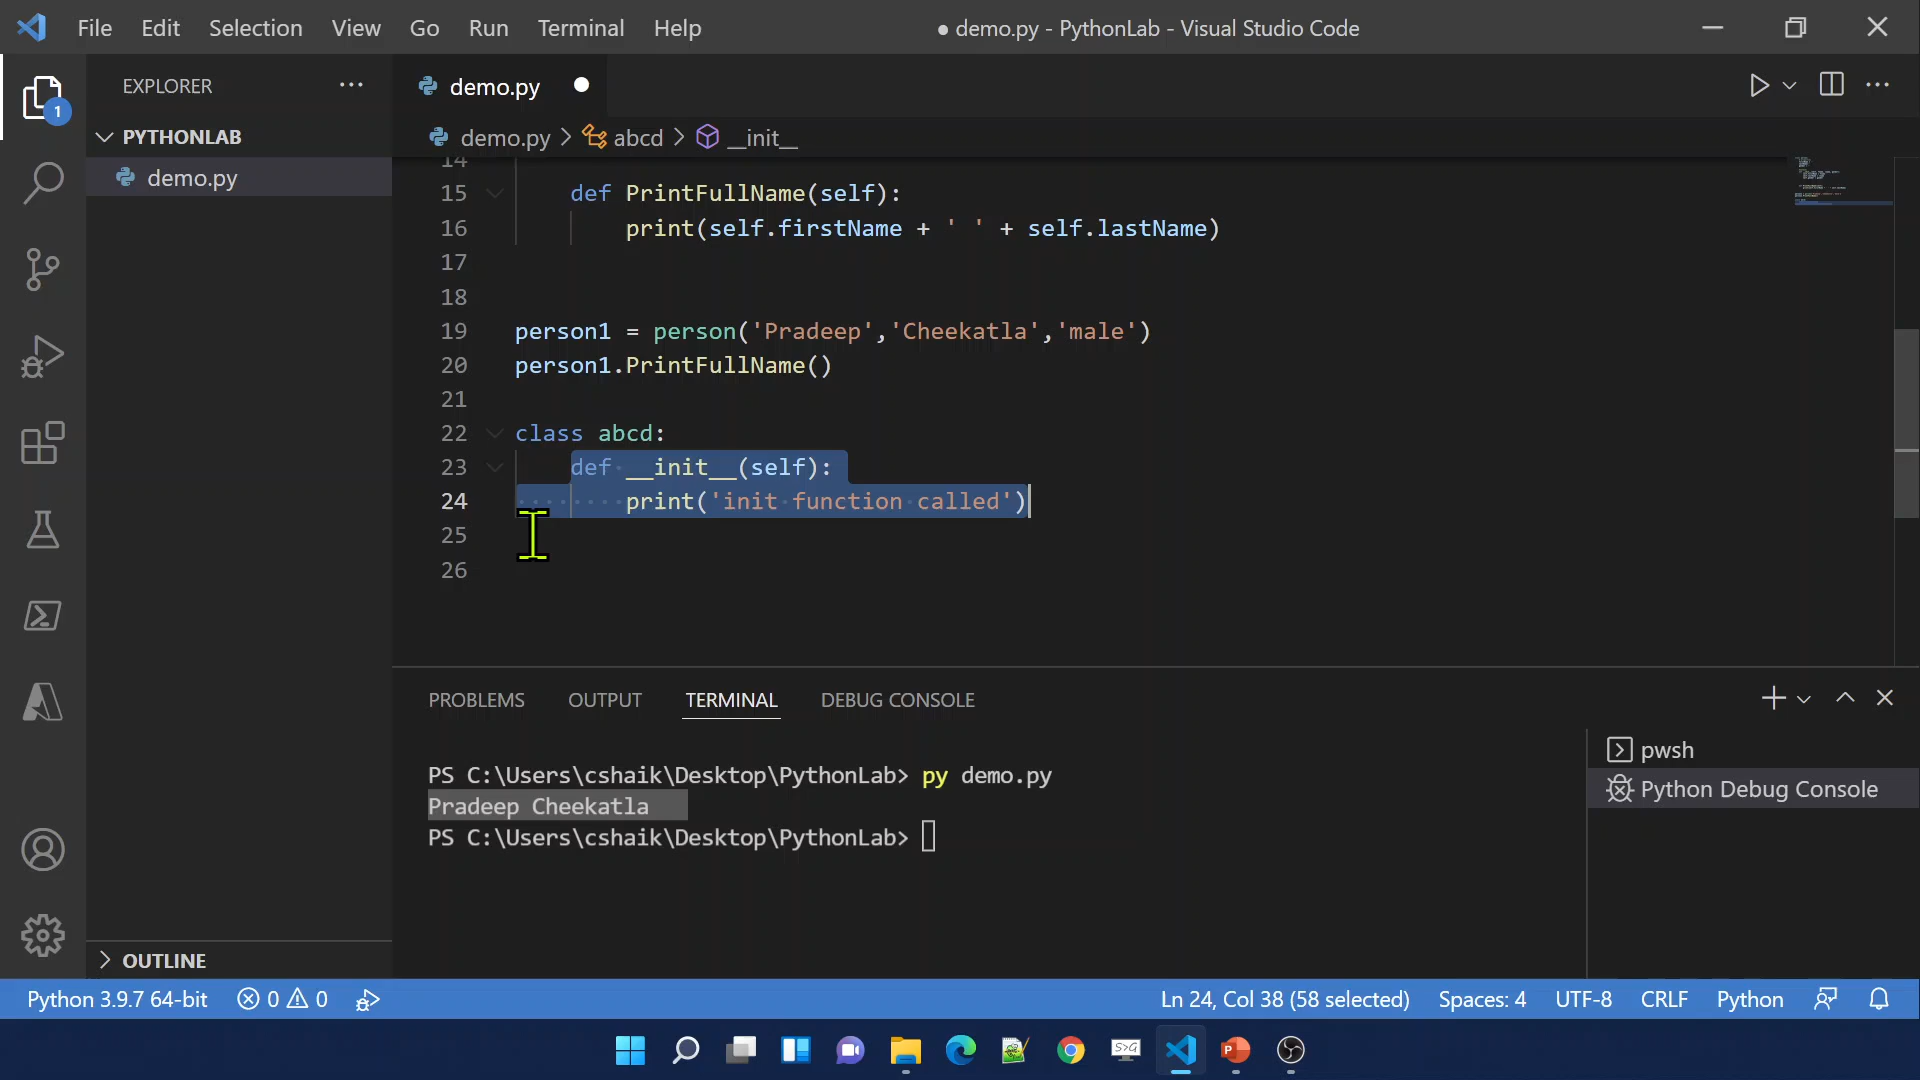 File Edit Selection View Go Run Terminal Help
● demo.py - PythonLab - Visual Studio Code
EXPLORER
demo.py
1
PYTHONLAB
demo.py > abcd > __init__
demo.py
14
15 def PrintFullName(self):
16 print(self.firstName + ' ' + self.lastName)
17
18
19 person1 = person('Pradeep','Cheekatla','male')
20 person1.PrintFullName()
21
22 class abcd:
23 def __init__(self):
24 print('init function called')
25
26
PROBLEMS OUTPUT TERMINAL DEBUG CONSOLE
pwsh
PS C:\Users\cshaik\Desktop\PythonLab> py demo.py
Python Debug Console
Pradeep Cheekatla
PS C:\Users\cshaik\Desktop\PythonLab>
OUTLINE
Python 3.9.7 64-bit 0 0 Ln 24, Col 38 (58 selected) Spaces: 4 UTF-8 CRLF Python
S>G
P